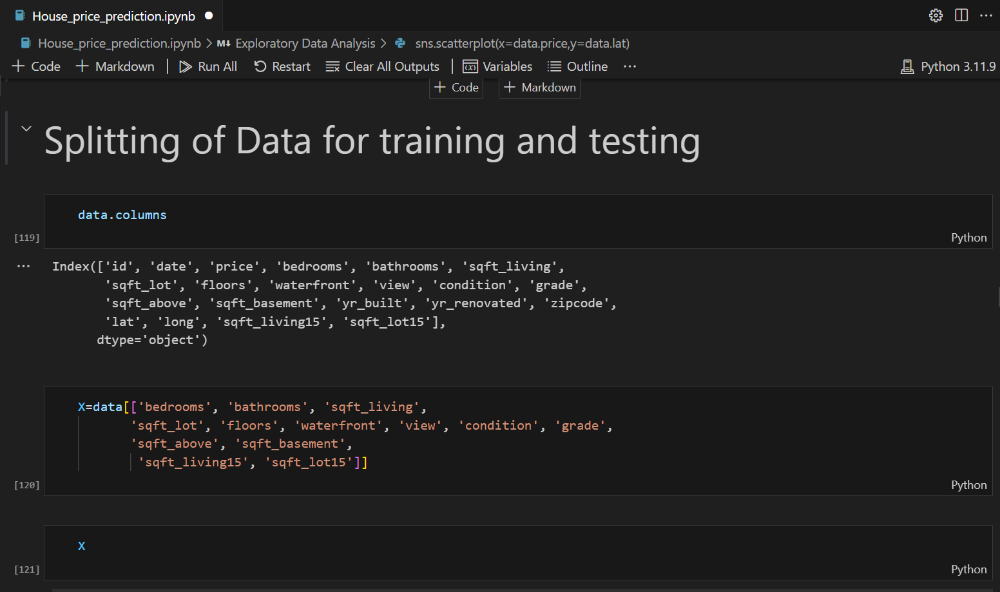 House_price_prediction.ipynb
House_price_prediction.ipynb > M↓ Exploratory Data Analysis > sns.scatterplot(x=data.price,y=data.lat)
+ Code + Markdown | Run All Restart Clear All Outputs | Variables Outline ... Python 3.11.9
+ Code + Markdown
Splitting of Data for training and testing
data.columns
[119] Python
... Index(['id', 'date', 'price', 'bedrooms', 'bathrooms', 'sqft_living',
'sqft_lot', 'floors', 'waterfront', 'view', 'condition', 'grade',
'sqft_above', 'sqft_basement', 'yr_built', 'yr_renovated', 'zipcode',
'lat', 'long', 'sqft_living15', 'sqft_lot15'],
dtype='object')
X=data[['bedrooms', 'bathrooms', 'sqft_living',
'sqft_lot', 'floors', 'waterfront', 'view', 'condition', 'grade',
'sqft_above', 'sqft_basement',
'sqft_living15', 'sqft_lot15']]
[120] Python
X
[121] Python